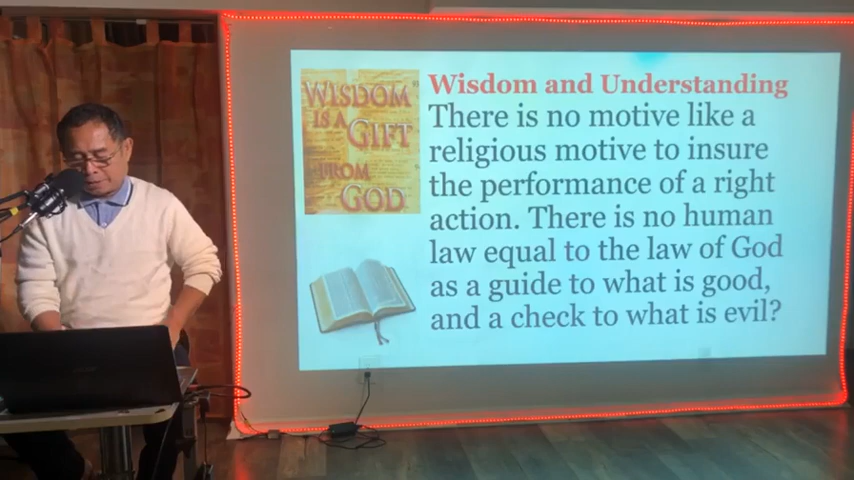 WISDOM
IS A
GIFT
FROM
GOD
Wisdom and Understanding
There is no motive like a
religious motive to insure
the performance of a right
action. There is no human
law equal to the law of God
as a guide to what is good,
and a check to what is evil?